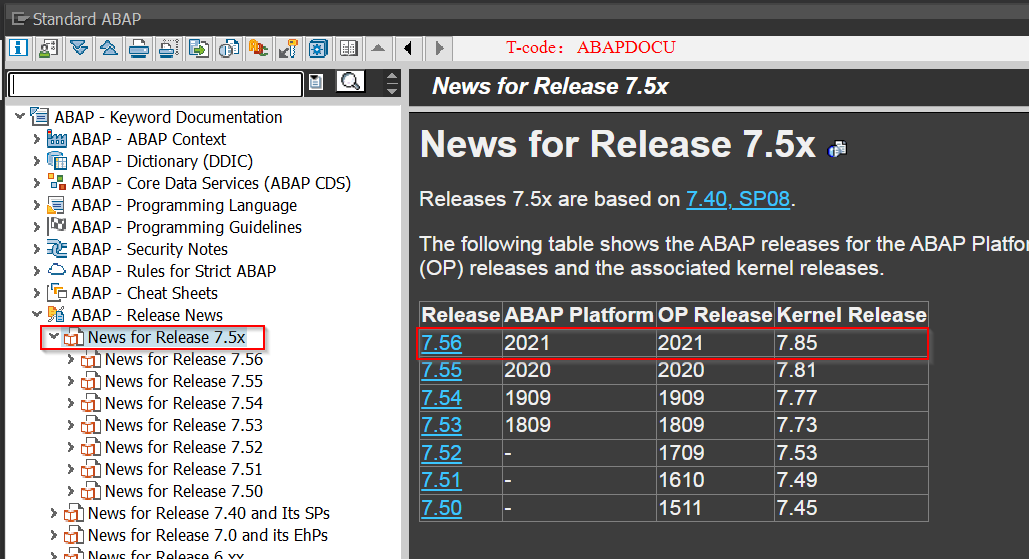 Standard ABAP
T-code： ABAPDOCU
ABAP - Keyword Documentation
ABAP - ABAP Context
ABAP - Dictionary (DDIC)
ABAP - Core Data Services (ABAP CDS)
ABAP - Programming Language
ABAP - Programming Guidelines
ABAP - Security Notes
ABAP - Rules for Strict ABAP
ABAP - Cheat Sheets
ABAP - Release News
News for Release 7.5x
News for Release 7.56
News for Release 7.55
News for Release 7.54
News for Release 7.53
News for Release 7.52
News for Release 7.51
News for Release 7.50
News for Release 7.40 and Its SPs
News for Release 7.0 and its EhPs
News for Release 6.xx
News for Release 7.5x
News for Release 7.5x
Releases 7.5x are based on 7.40, SP08.
The following table shows the ABAP releases for the ABAP Platfo
(OP) releases and the associated kernel releases.
Release ABAP Platform OP Release Kernel Release
7.56 2021 2021 7.85
7.55 2020 2020 7.81
7.54 1909 1909 7.77
7.53 1809 1809 7.73
7.52 - 1709 7.53
7.51 - 1610 7.49
7.50 - 1511 7.45